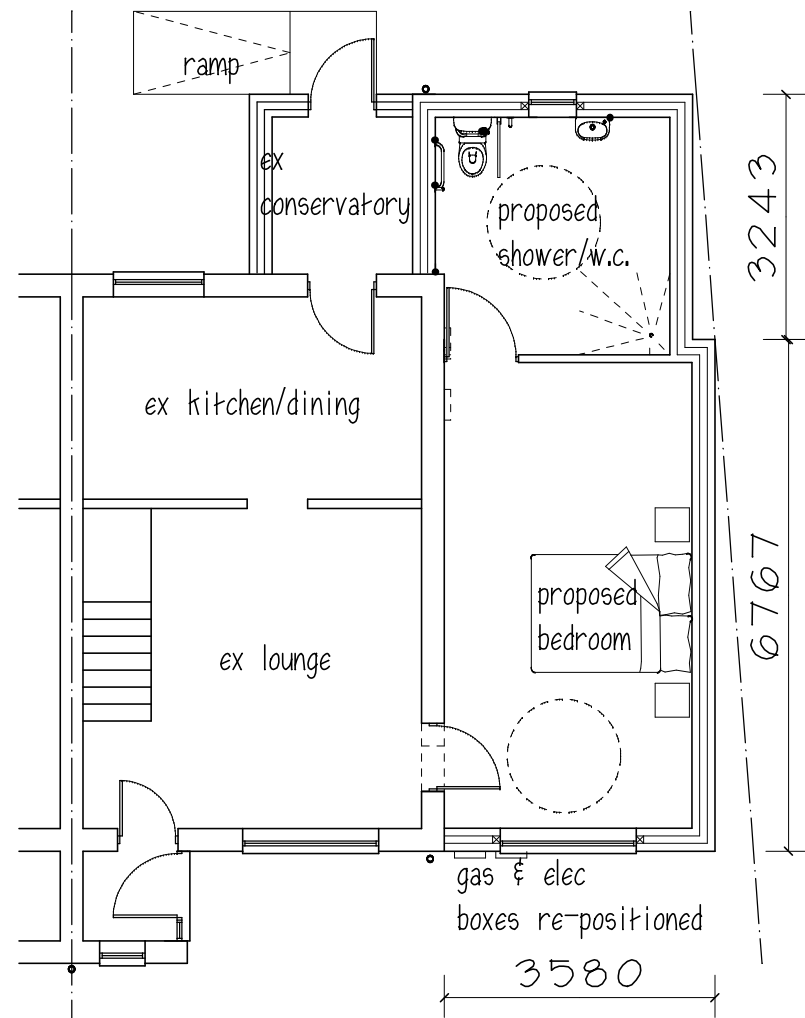 ramp
ex
conservatory
proposed
shower/w.c.
3243
ex kitchen/dining
6767
proposed
bedroom
ex lounge
gas & elec
boxes re-positioned
3580